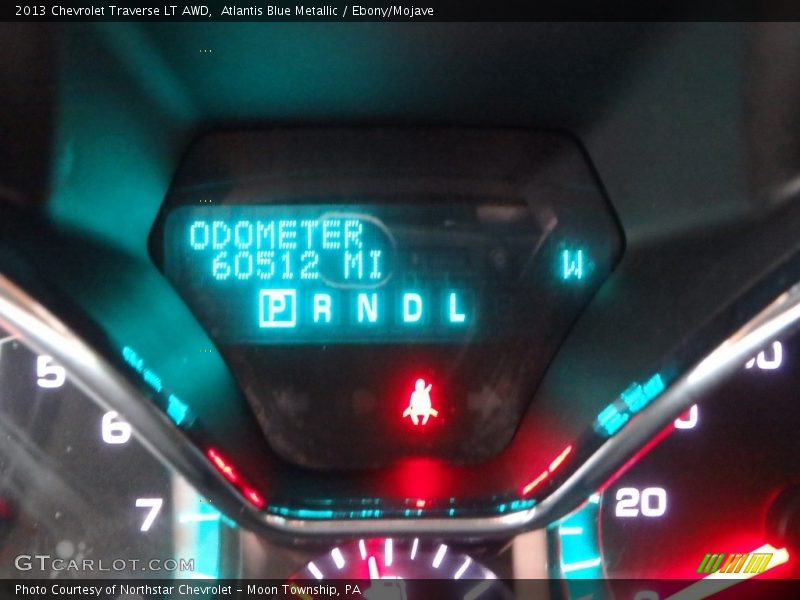 2013 Chevrolet Traverse LT AWD,  Atlantis Blue Metallic / Ebony/Mojave
ODOMETER
60512 MI
W
P R N D L
5
6
7
20
GTCARLOT.COM
Photo Courtesy of Northstar Chevrolet - Moon Township, PA